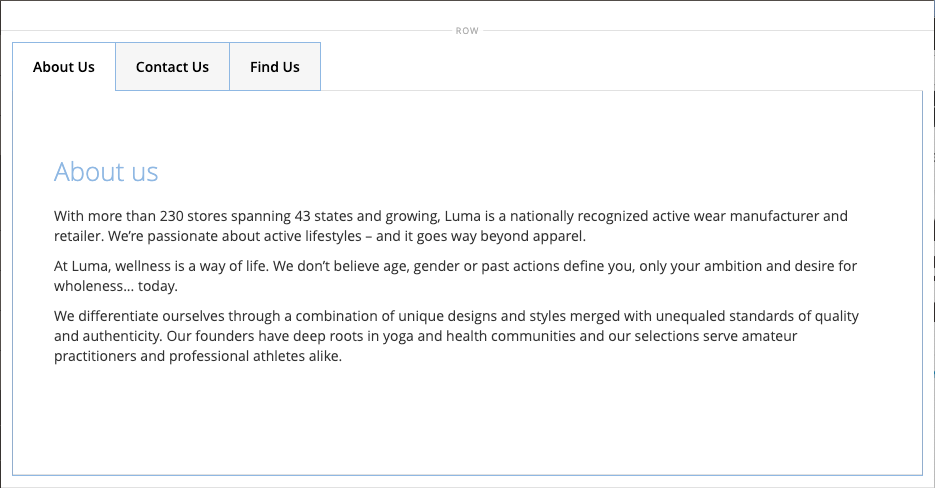 ROW
About Us
Contact Us
Find Us
About us
With more than 230 stores spanning 43 states and growing, Luma is a nationally recognized active wear manufacturer and
retailer. We’re passionate about active lifestyles – and it goes way beyond apparel.
At Luma, wellness is a way of life. We don’t believe age, gender or past actions define you, only your ambition and desire for
wholeness... today.
We differentiate ourselves through a combination of unique designs and styles merged with unequaled standards of quality
and authenticity. Our founders have deep roots in yoga and health communities and our selections serve amateur
practitioners and professional athletes alike.